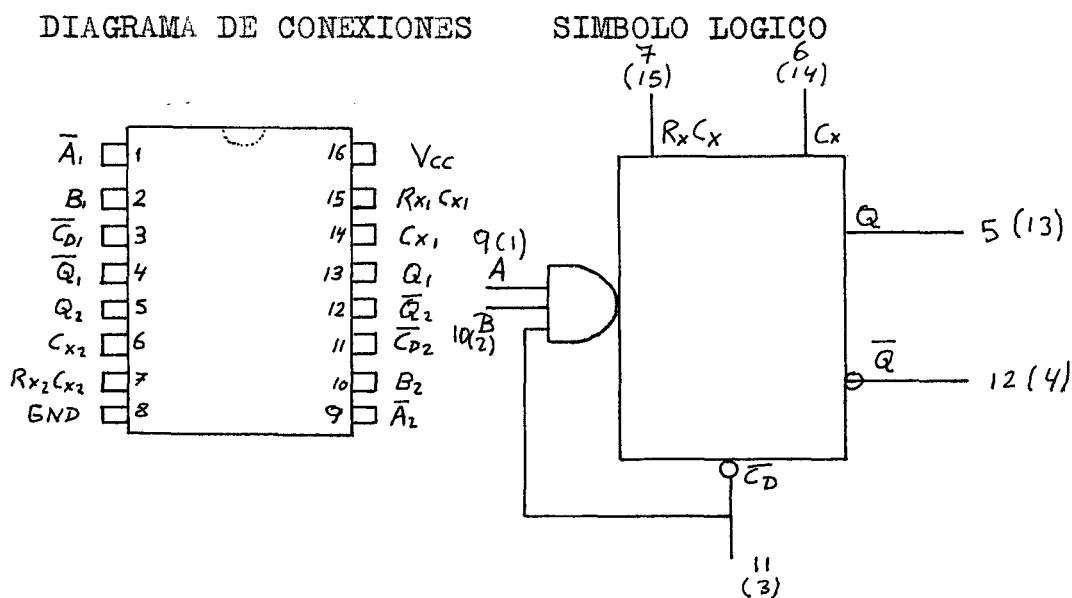 DIAGRAMA DE CONEXIONES
SIMBOLO LOGICO
A̅₁ 1 16 Vcc
B₁ 2 15 Rx₁Cx₁
C̅D₁ 3 14 Cx₁
Q̅₁ 4 13 Q₁
Q₂ 5 12 Q̅₂
Cx₂ 6 11 C̅D₂
Rx₂Cx₂ 7 10 B₂
GND 8 9 A̅₂
7 6
(15) (14)
RxCx Cx
Q 5 (13)
9(1)
A
B
10(2)
Q̅ 12(4)
C̅D
11
(3)